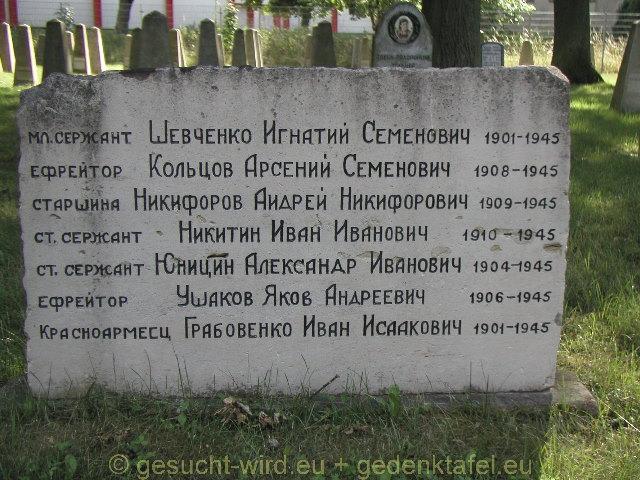 мл. сержант Шевченко Игнатий Семенович 1901-1945
ефрейтор Кольцов Арсений Семенович 1908-1945
старшина Никифоров Андрей Никифорович 1909-1945
ст. сержант Никитин Иван Иванович 1910-1945
ст. сержант Юницин Александр Иванович 1904-1945
ефрейтор Ушаков Яков Андреевич 1906-1945
Красноармесц Грабовенко Иван Исаакович 1901-1945
© gesucht-wird.eu + gedenktafel.eu